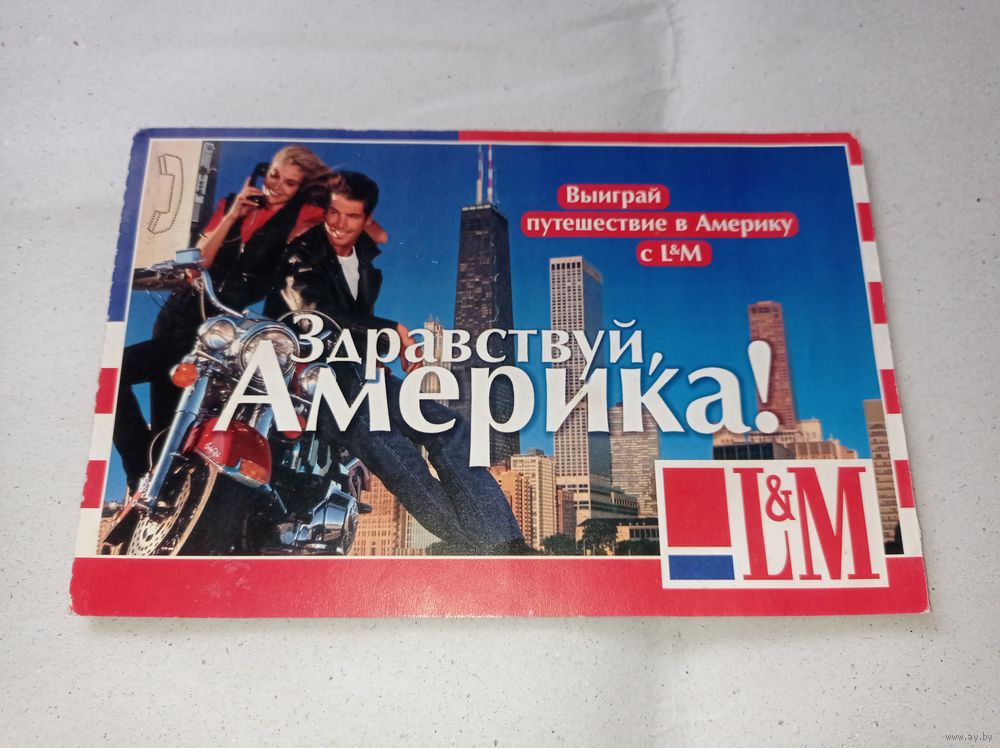 Выиграй
путешествие в Америку
с L&M
Здравствуй,
Америка!
L&M
www.ay.by